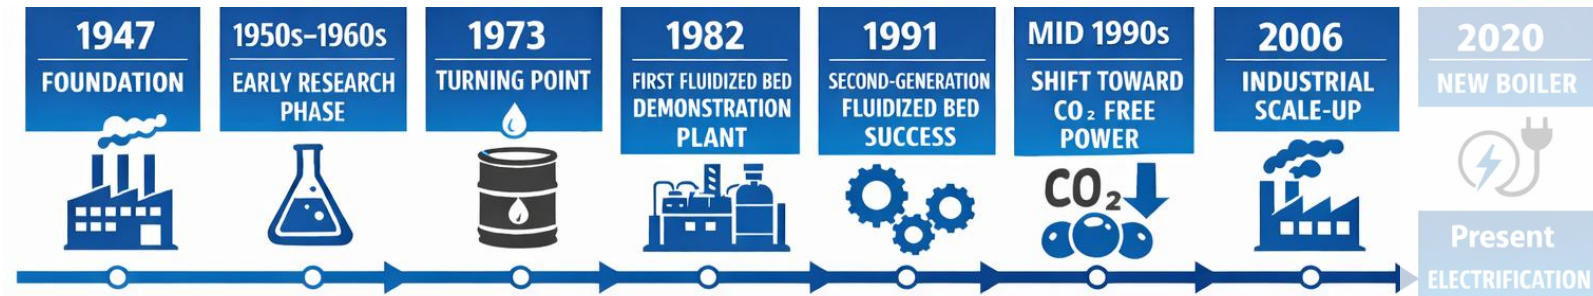 1947
FOUNDATION
1950s–1960s
EARLY RESEARCH
PHASE
1973
TURNING POINT
1982
FIRST FLUIDIZED BED
DEMONSTRATION
PLANT
1991
SECOND-GENERATION
FLUIDIZED BED
SUCCESS
MID 1990s
SHIFT TOWARD
CO₂ FREE
POWER
CO₂
2006
INDUSTRIAL
SCALE-UP
2020
NEW BOILER
Present
ELECTRIFICATION